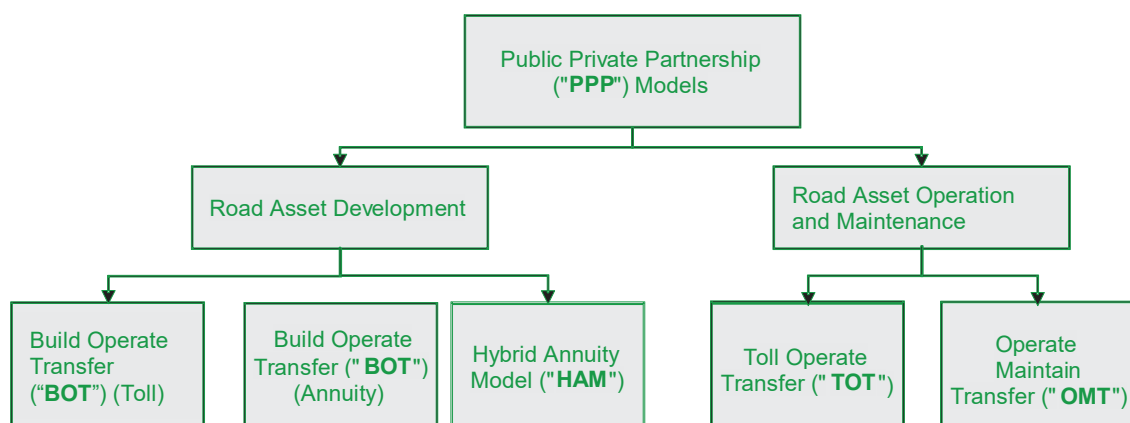 Public Private Partnership
("PPP") Models
Road Asset Development
Road Asset Operation
and Maintenance
Build Operate
Transfer
(“BOT”) (Toll)
Build Operate
Transfer (" BOT")
(Annuity)
Hybrid Annuity
Model ("HAM")
Toll Operate
Transfer (" TOT")
Operate
Maintain
Transfer (" OMT")